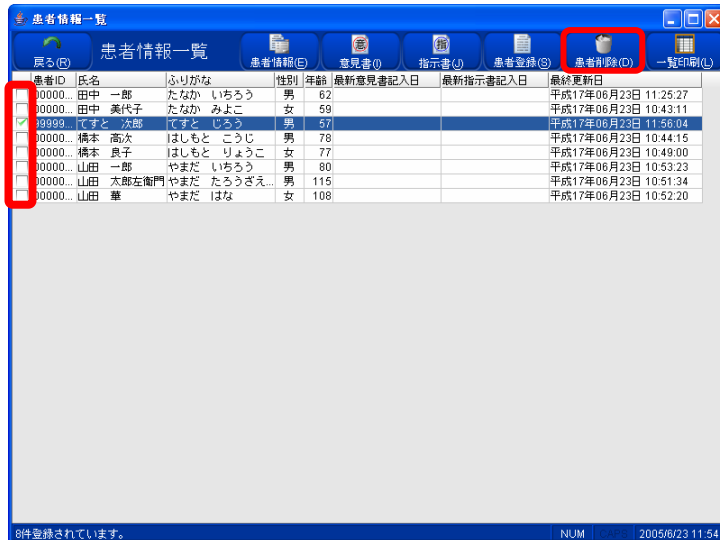 患者情報一覧
戻る(R) 患者情報一覧 患者情報(E) 意見書(I) 指示書(J) 患者登録(S) 患者削除(D) 一覧印刷(L)
患者ID 氏名 ふりがな 性別 年齢 最新意見書記入日 最新指示書記入日 最終更新日
00000... 田中 一郎 たなか いちろう 男 62 平成17年06月23日 11:25:27
00000... 田中 美代子 たなか みよこ 女 59 平成17年06月23日 10:43:11
99999... てすと 次郎 てすと じろう 男 57 平成17年06月23日 11:56:04
00000... 橋本 高次 はしもと こうじ 男 78 平成17年06月23日 10:44:15
00000... 橋本 良子 はしもと りょうこ 女 77 平成17年06月23日 10:49:00
00000... 山田 一郎 やまだ いちろう 男 80 平成17年06月23日 10:53:23
00000... 山田 太郎左衛門 やまだ たろうざえ... 男 115 平成17年06月23日 10:51:34
00000... 山田 華 やまだ はな 女 108 平成17年06月23日 10:52:20
8件登録されています。 NUM CAPS 2005/6/23 11:54